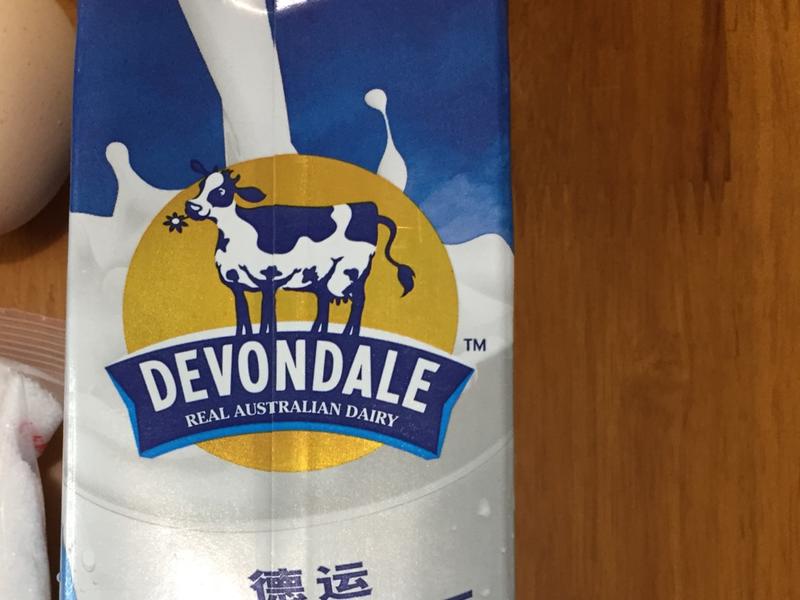 DEVONDALE
TM
REAL AUSTRALIAN DAIRY
德运